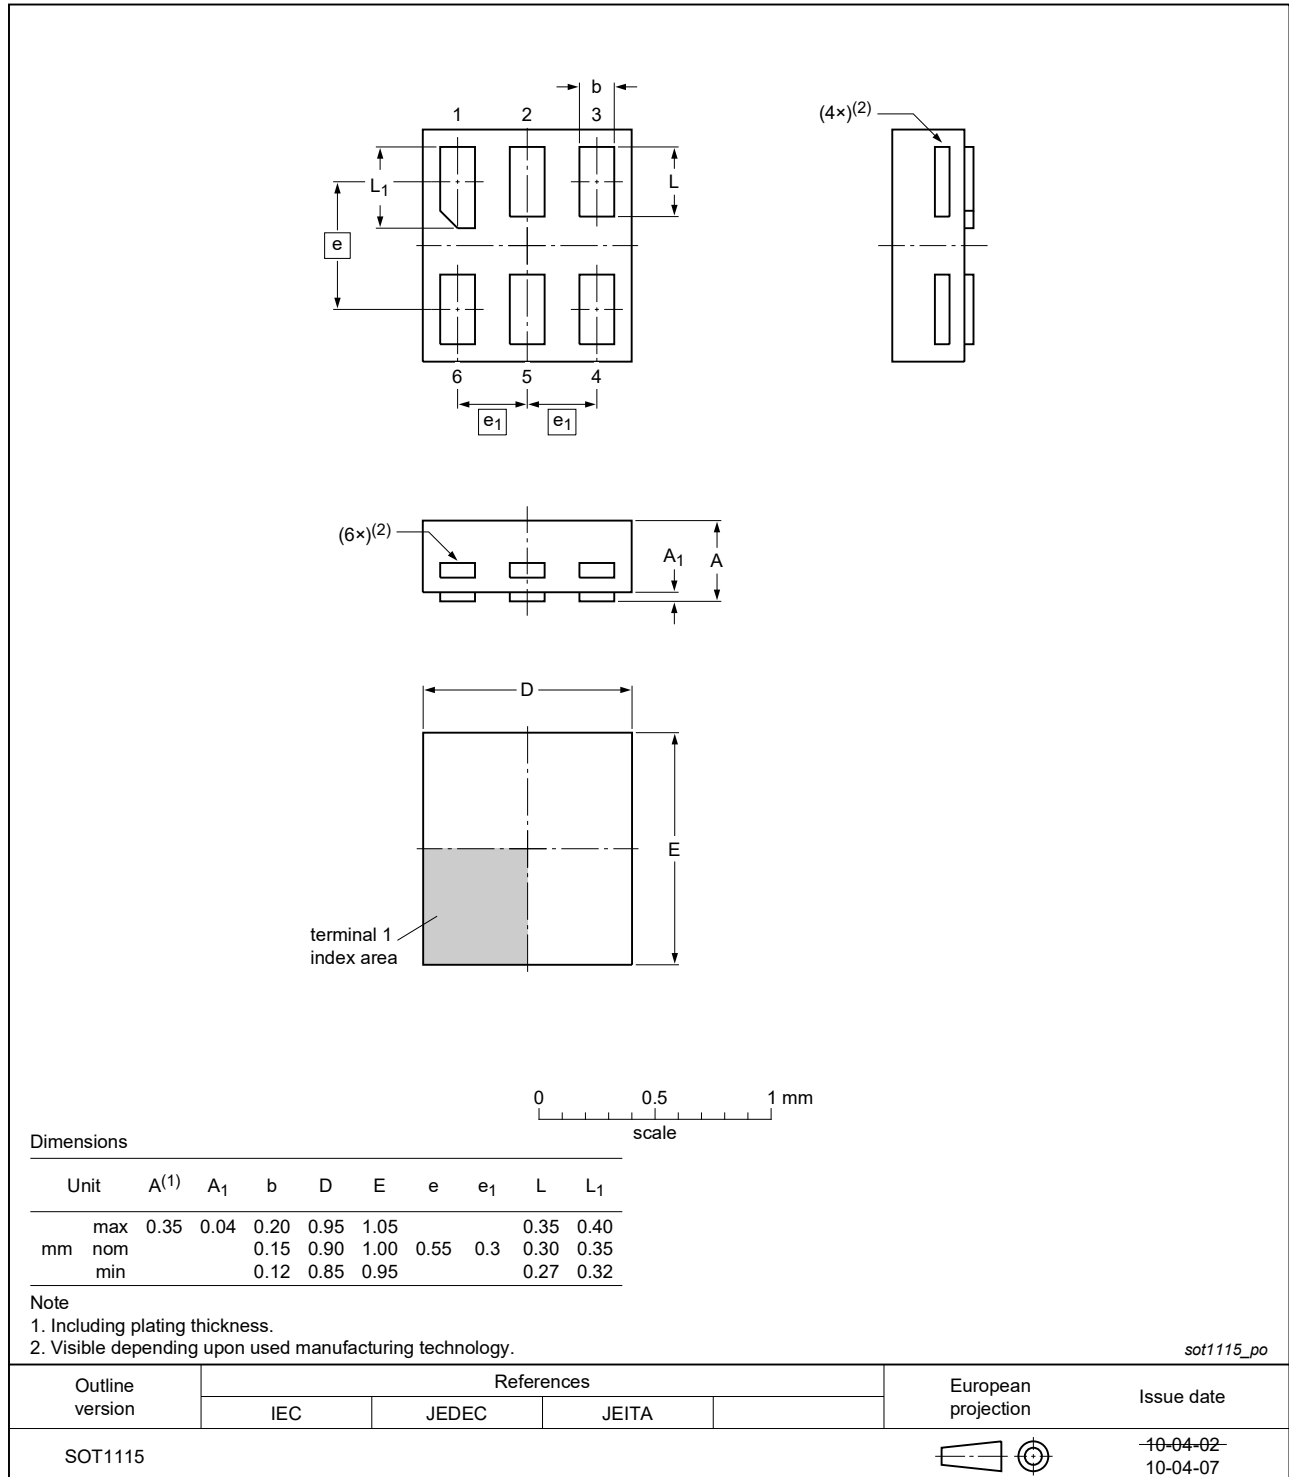 b
1 2 3
(4×)(2)
L1
L
e
6 5 4
e1 e1
(6×)(2)
A1 A
D
E
terminal 1
index area
0 0.5 1 mm
scale
Dimensions
Unit A(1) A1 b D E e e1 L L1
max 0.35 0.04 0.20 0.95 1.05 0.35 0.40
mm nom 0.15 0.90 1.00 0.55 0.3 0.30 0.35
min 0.12 0.85 0.95 0.27 0.32
Note
1. Including plating thickness.
2. Visible depending upon used manufacturing technology.
sot1115_po
Outline version
References
IEC JEDEC JEITA
European projection
Issue date
SOT1115
10-04-02
10-04-07